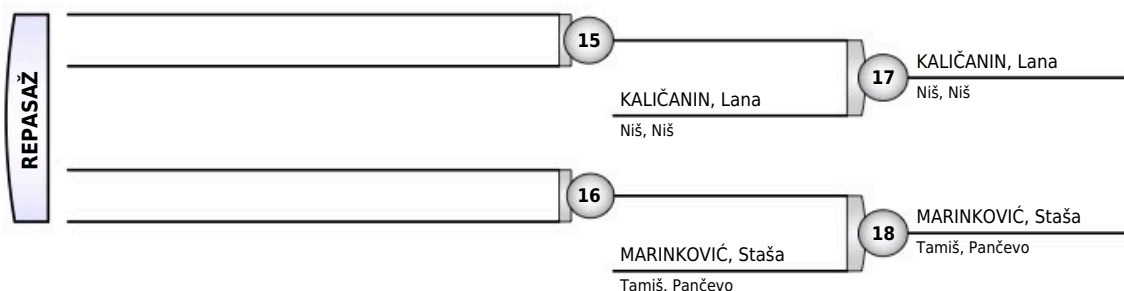 REPASAŽ
15
17
KALIČANIN, Lana
Niš, Niš
KALIČANIN, Lana
Niš, Niš
16
18
MARINKOVIĆ, Staša
Tamiš, Pančevo
MARINKOVIĆ, Staša
Tamiš, Pančevo